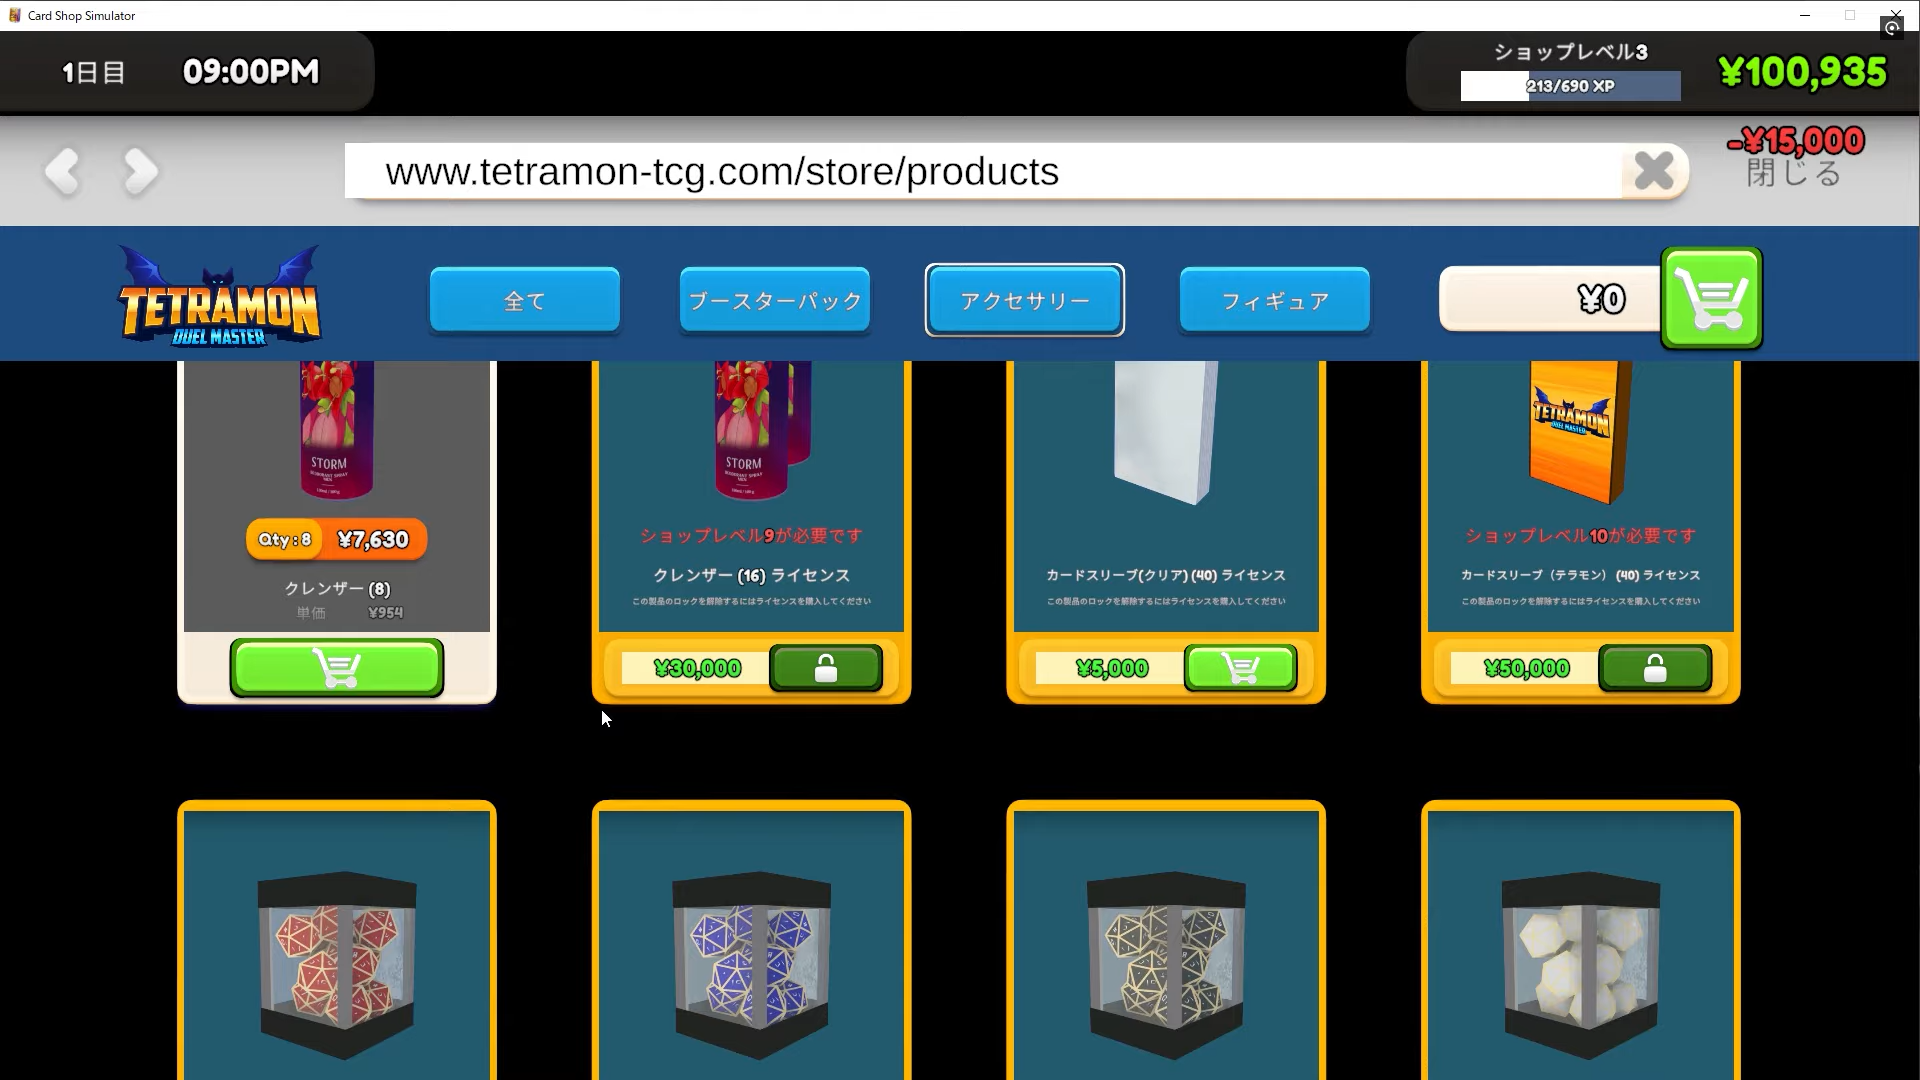 Card Shop Simulator
1日目
09:00PM
ショップレベル3
213/690 XP
¥100,935
-¥15,000
www.tetramon-tcg.com/store/products
閉じる
TETRAMON
DUEL MASTER
全て
ブースターパック
アクセサリー
フィギュア
¥0
STORM
STORM
TETRAMON
DUEL MASTER
Qty : 8
¥7,630
クレンザー (8)
単価
¥954
ショップレベル9が必要です
クレンザー (16) ライセンス
この製品のロックを解除するにはライセンスを購入してください
¥30,000
カードスリーブ(クリア) (40) ライセンス
この製品のロックを解除するにはライセンスを購入してください
¥5,000
ショップレベル10が必要です
カードスリーブ（テラモン） (40) ライセンス
この製品のロックを解除するにはライセンスを購入してください
¥50,000